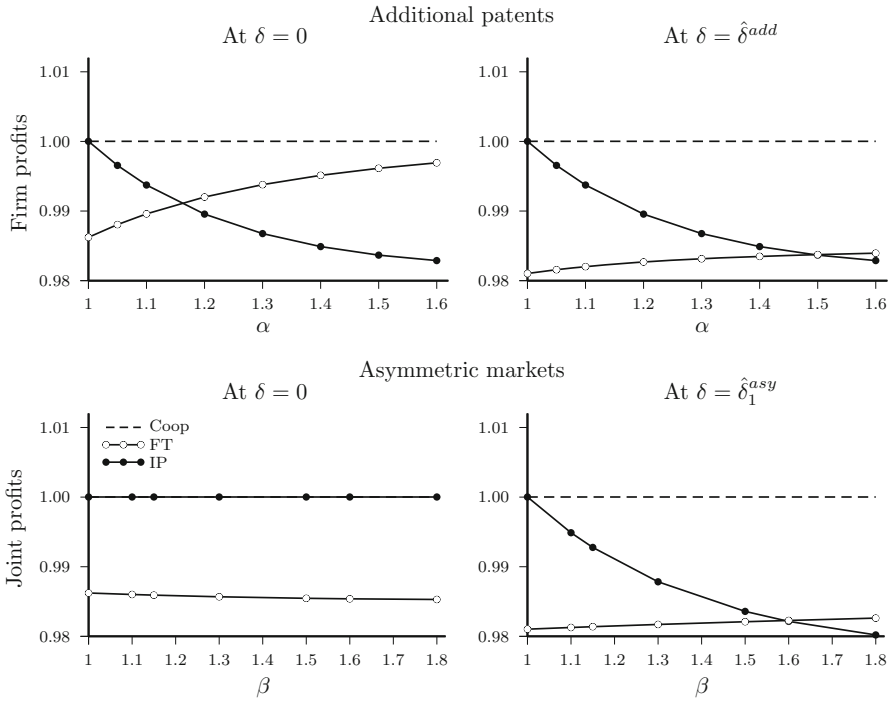 Additional patents
At δ = 0
At δ = δ̂^add
Firm profits
1.01
1.00
0.99
0.98
1 1.1 1.2 1.3 1.4 1.5 1.6
α
1.01
1.00
0.99
0.98
1 1.1 1.2 1.3 1.4 1.5 1.6
α
Asymmetric markets
At δ = 0
At δ = δ̂_1^asy
Joint profits
1.01
1.00
0.99
0.98
Coop
FT
IP
1 1.1 1.2 1.3 1.4 1.5 1.6 1.7 1.8
β
1.01
1.00
0.99
0.98
1 1.1 1.2 1.3 1.4 1.5 1.6 1.7 1.8
β